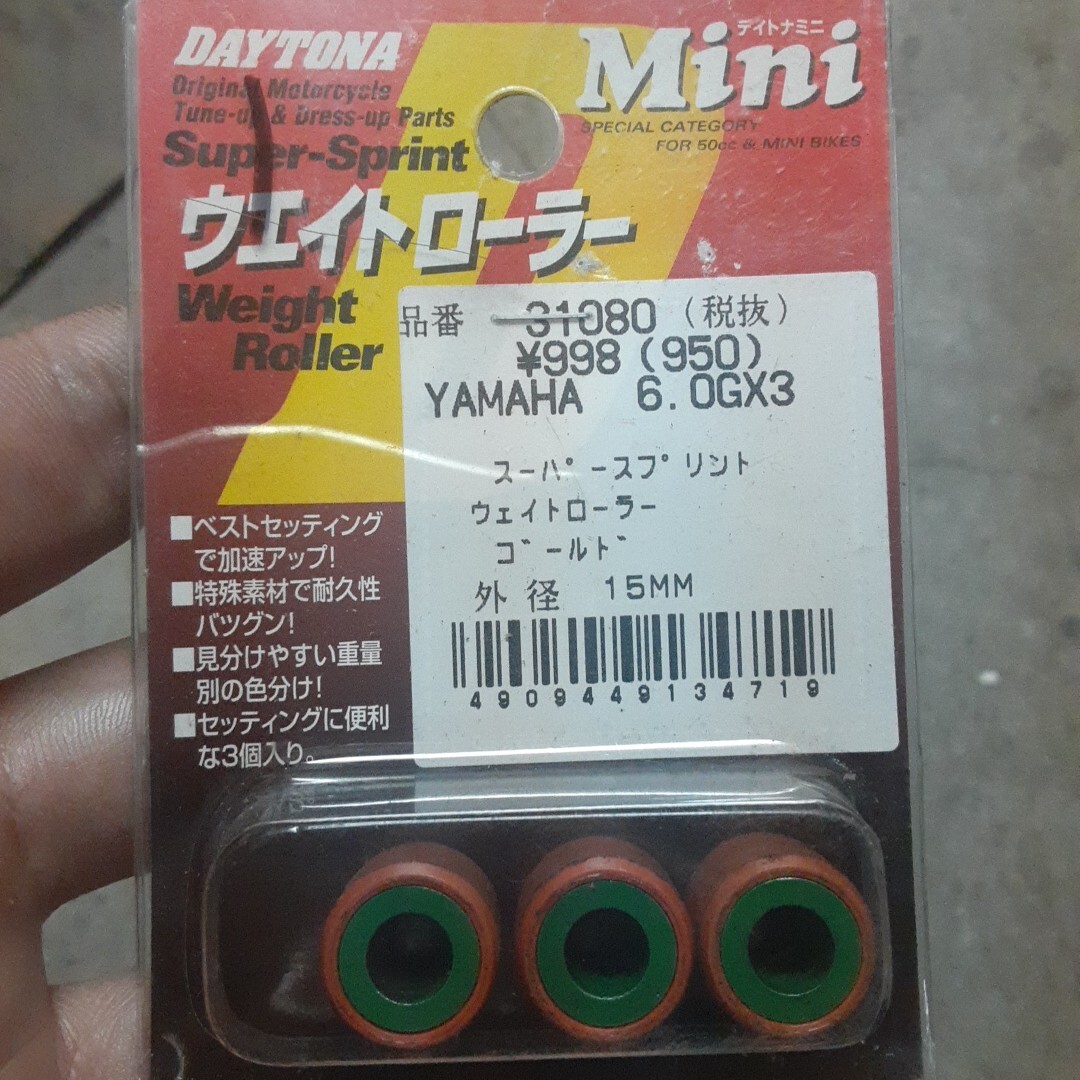 DAYTONA
Original Motorcycle
Tune-up & Dress-up Parts
Super-Sprint
デイトナミニ
Mini
SPECIAL CATEGORY
FOR 50cc & MINI BIKES
ウエイトローラー
Weight
Roller
品番 31080 (税抜)
¥998 (950)
YAMAHA 6.0GX3
スーパースプリント
ウェイトローラー
ゴールド
外径 15MM
4909449134719
■ベストセッティング
で加速アップ!
■特殊素材で耐久性
バツグン!
■見分けやすい重量
別の色分け!
■セッティングに便利
な3個入り。